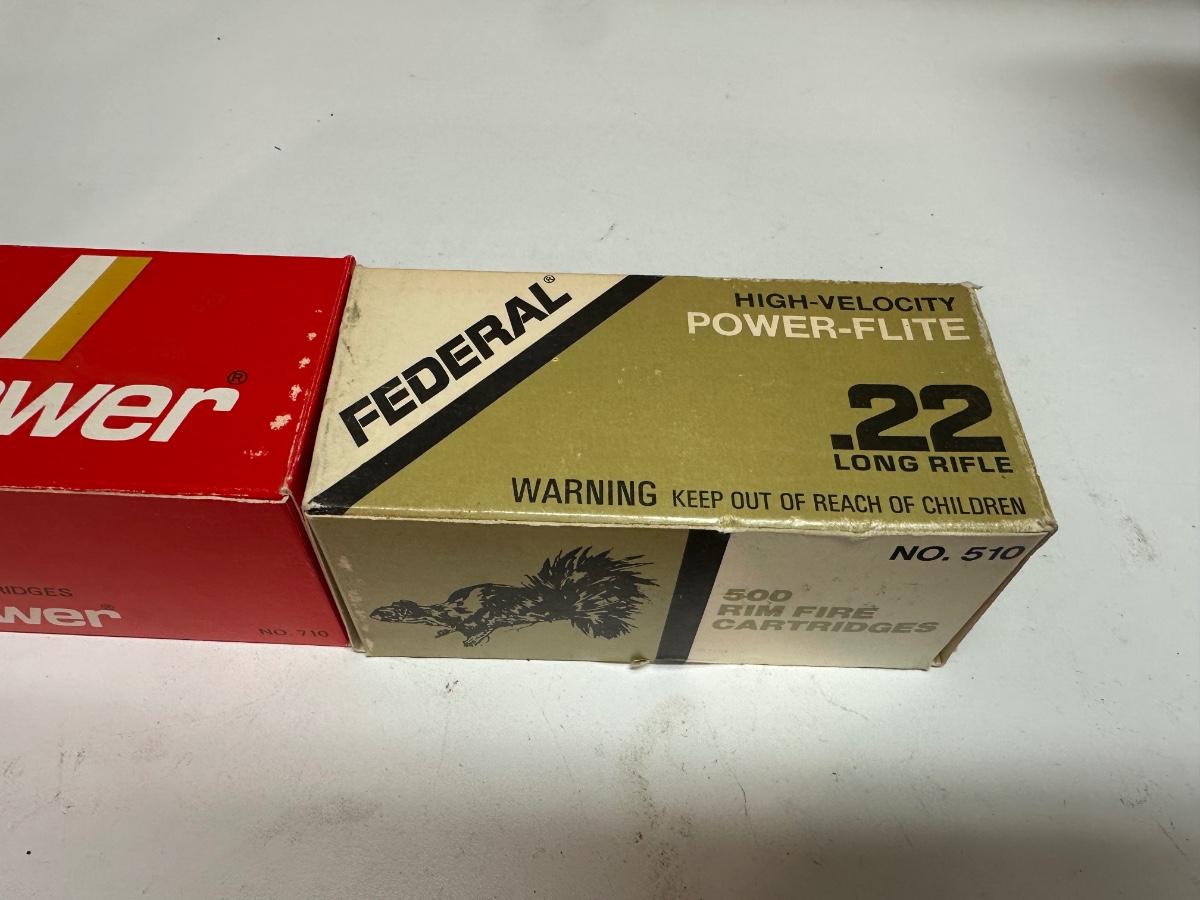 wer®
RIDGES
wer®
NO. 710
FEDERAL®
HIGH-VELOCITY
POWER-FLITE
.22
LONG RIFLE
WARNING KEEP OUT OF REACH OF CHILDREN
NO. 510
500
RIM FIRE
CARTRIDGES